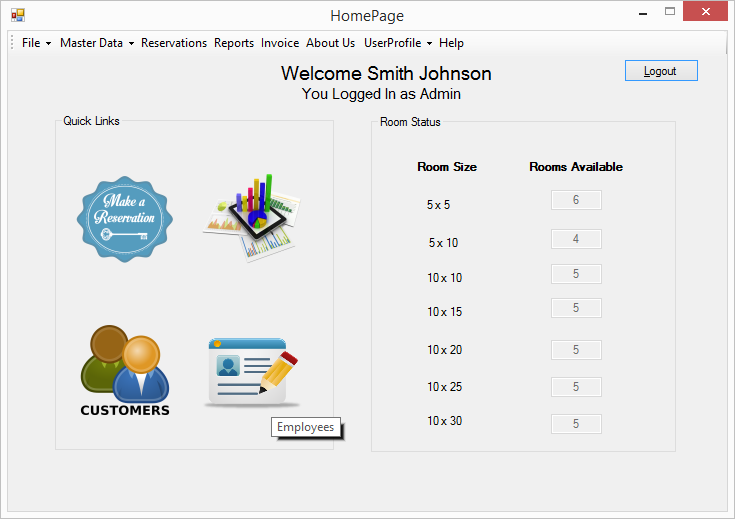 HomePage
File Master Data Reservations Reports Invoice About Us UserProfile Help
Welcome Smith Johnson
You Logged In as Admin
Logout
Quick Links
Make a
Reservation
CUSTOMERS
Employees
Room Status
Room Size Rooms Available
5 x 5 6
5 x 10 4
10 x 10 5
10 x 15 5
10 x 20 5
10 x 25 5
10 x 30 5